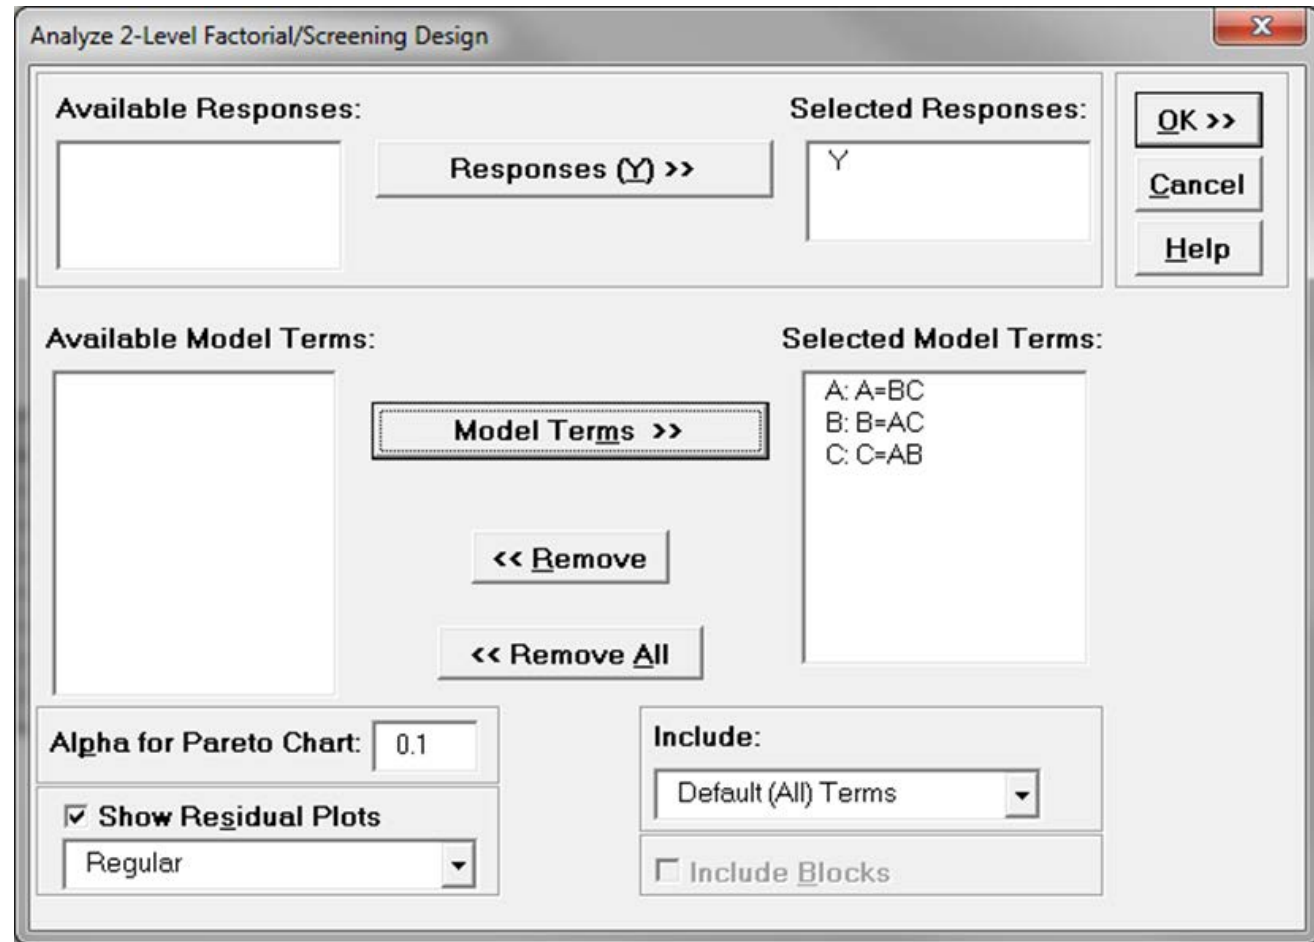 Analyze 2-Level Factorial/Screening Design
Available Responses:
Responses (Y) >>
Selected Responses:
Y
OK >>
Cancel
Help
Available Model Terms:
Model Terms >>
Selected Model Terms:
A: A=BC
B: B=AC
C: C=AB
<< Remove
<< Remove All
Alpha for Pareto Chart: 0.1
Show Residual Plots
Regular
Include:
Default (All) Terms
Include Blocks